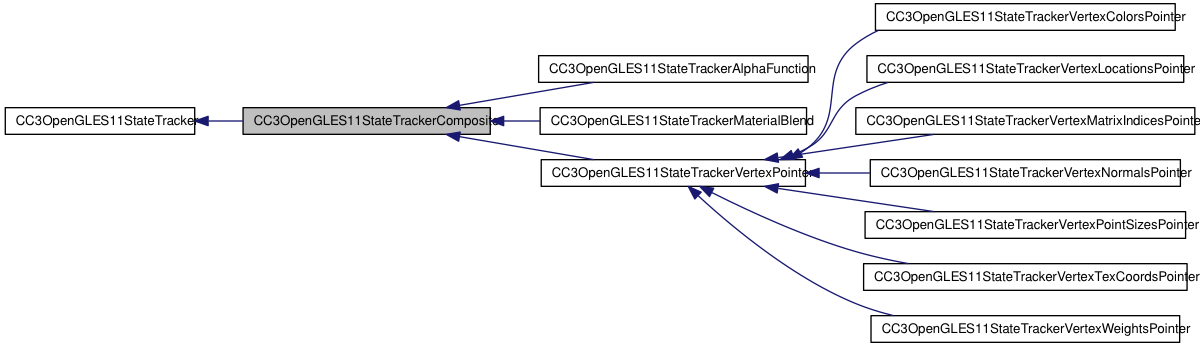 CC3OpenGLES11StateTracker
CC3OpenGLES11StateTrackerComposite
CC3OpenGLES11StateTrackerAlphaFunction
CC3OpenGLES11StateTrackerMaterialBlend
CC3OpenGLES11StateTrackerVertexPointer
CC3OpenGLES11StateTrackerVertexColorsPointer
CC3OpenGLES11StateTrackerVertexLocationsPointer
CC3OpenGLES11StateTrackerVertexMatrixIndicesPointer
CC3OpenGLES11StateTrackerVertexNormalsPointer
CC3OpenGLES11StateTrackerVertexPointSizesPointer
CC3OpenGLES11StateTrackerVertexTexCoordsPointer
CC3OpenGLES11StateTrackerVertexWeightsPointer